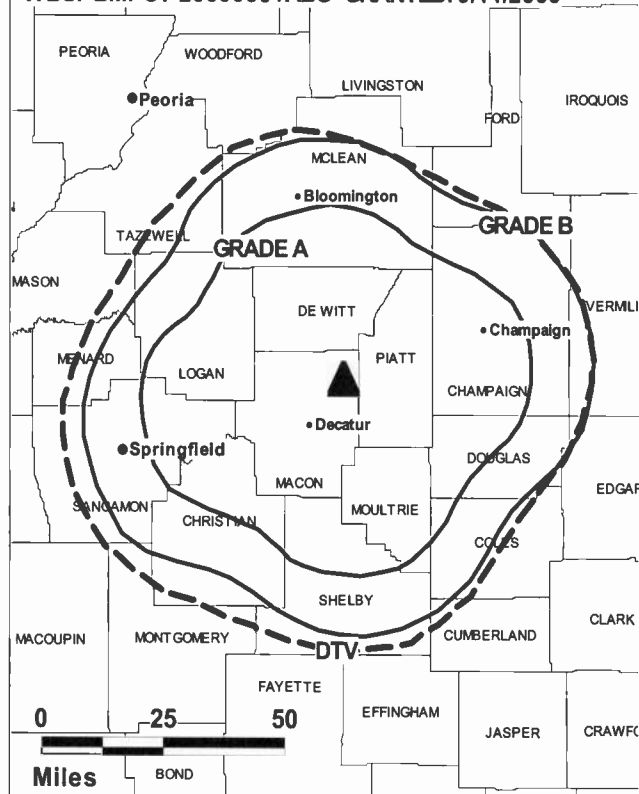 PEORIA
WOODFORD
LIVINGSTON
Peoria
FORD
IROQUOIS
MCLEAN
Bloomington
GRADE B
TAZEWELL
GRADE A
MASON
DE WITT
VERMILI
Champaign
MENARD
PIATT
LOGAN
CHAMPAIGN
Decatur
Springfield
DOUGLAS
MACON
EDGAR
SANGAMON
MOULTRIE
CHRISTIAN
COLES
SHELBY
CLARK
MACOUPIN
MONTGOMERY
CUMBERLAND
DTV
FAYETTE
0 25 50
EFFINGHAM
JASPER
CRAWFO
Miles
BOND